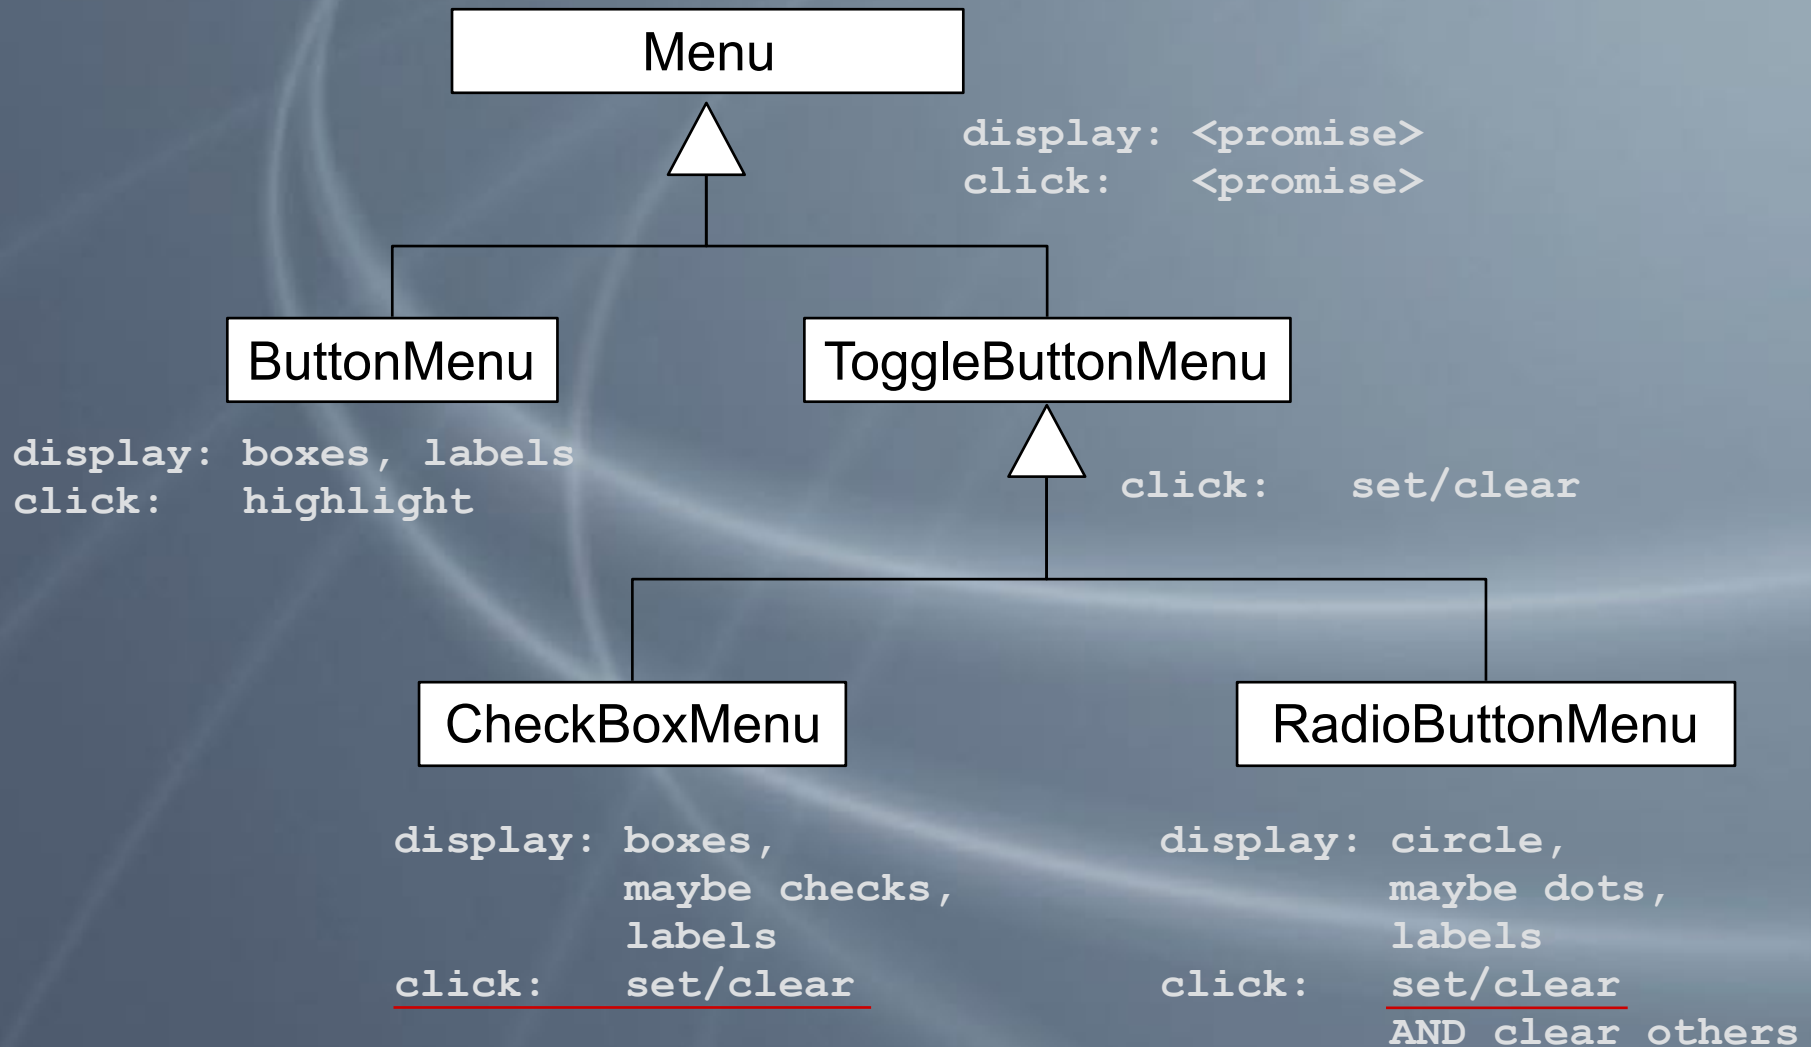 Menu
display: <promise>
click: <promise>
ButtonMenu
ToggleButtonMenu
display: boxes, labels
click: highlight
click: set/clear
CheckBoxMenu
RadioButtonMenu
display: boxes,
maybe checks,
labels
click: set/clear
display: circle,
maybe dots,
labels
click: set/clear
AND clear others